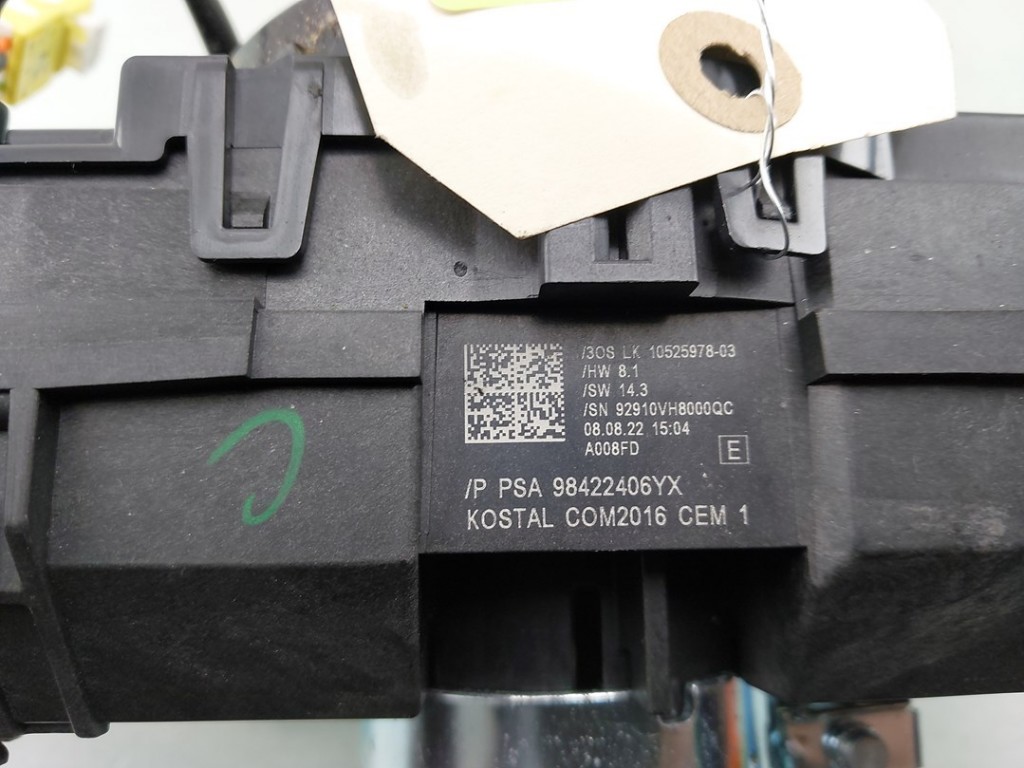 /3OS LK 10525978-03
/HW 8.1
/SW 14.3
/SN 92910VH8000QC
08.08.22 15:04
A008FD
E
/P PSA 98422406YX
KOSTAL COM2016 CEM 1